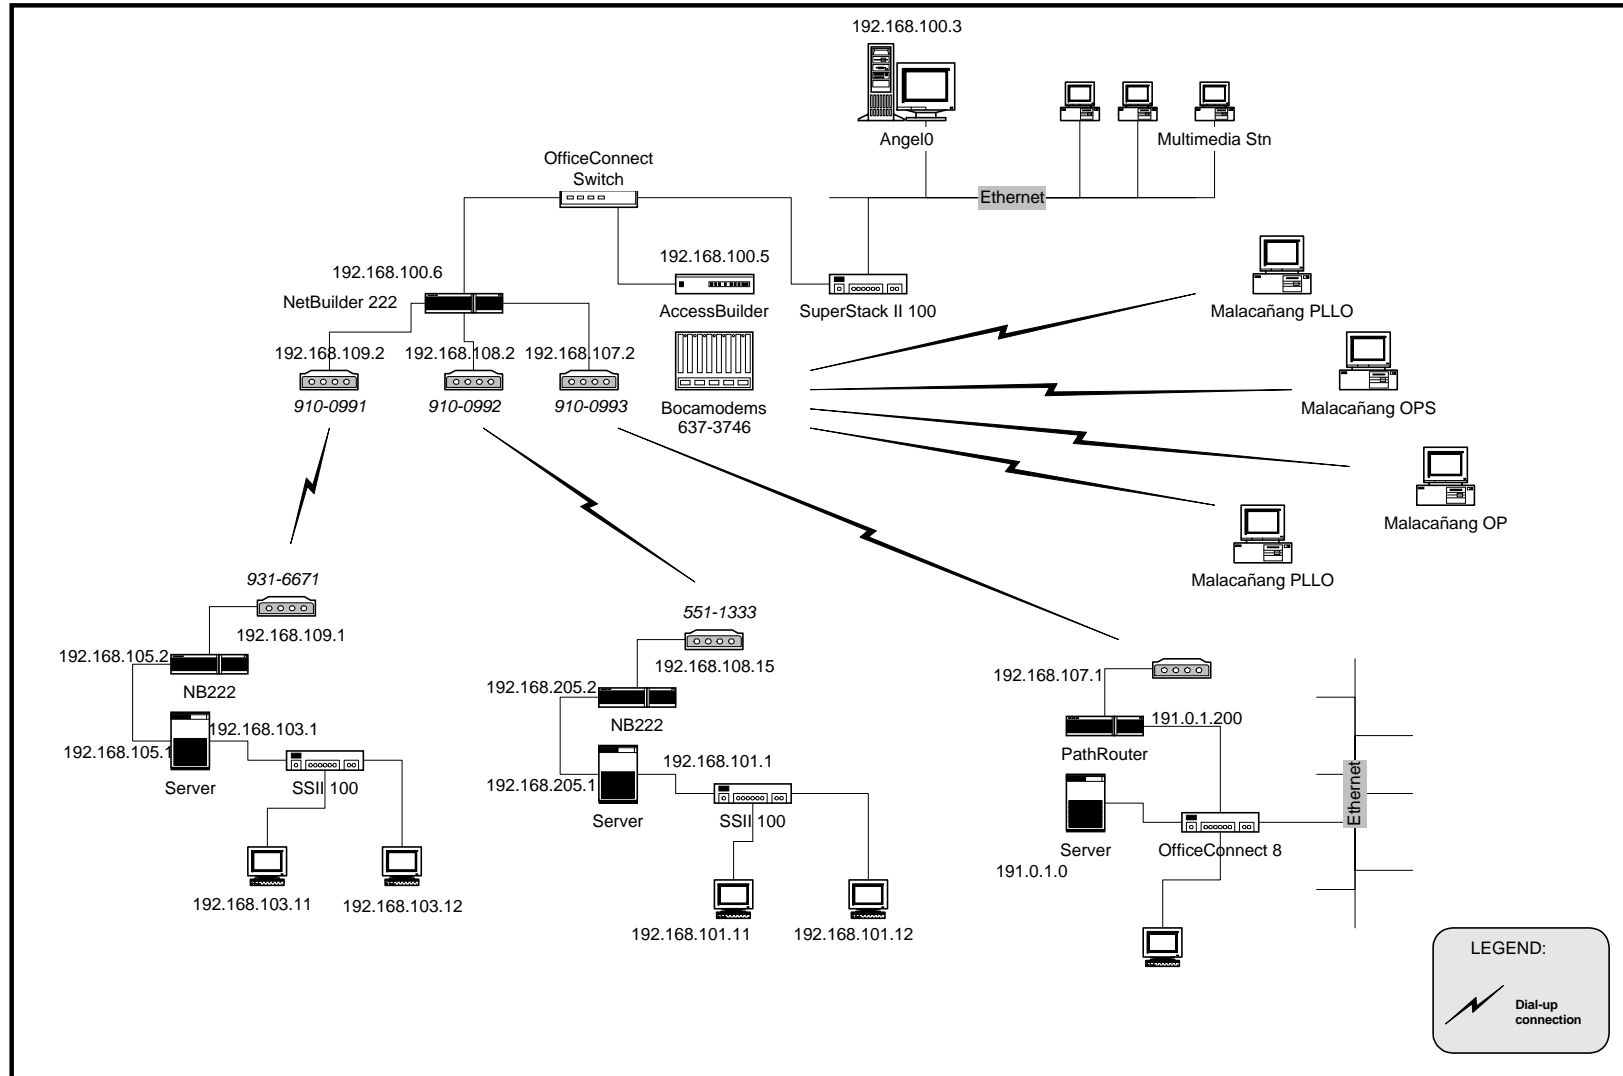 192.168.100.3
Angel0
Multimedia Stn
OfficeConnect
Switch
Ethernet
192.168.100.6
NetBuilder 222
192.168.100.5
AccessBuilder
SuperStack II 100
Malacañang PLLO
192.168.109.2
192.168.108.2
192.168.107.2
910-0991
910-0992
910-0993
Bocamodems
637-3746
Malacañang OPS
Malacañang OP
Malacañang PLLO
931-6671
192.168.109.1
192.168.105.2
NB222
192.168.103.1
192.168.105.1
Server
SSII 100
192.168.103.11
192.168.103.12
551-1333
192.168.108.15
192.168.205.2
NB222
192.168.101.1
192.168.205.1
Server
SSII 100
192.168.101.11
192.168.101.12
192.168.107.1
191.0.1.200
PathRouter
Ethernet
Server
OfficeConnect 8
191.0.1.0
LEGEND:
Dial-up
connection